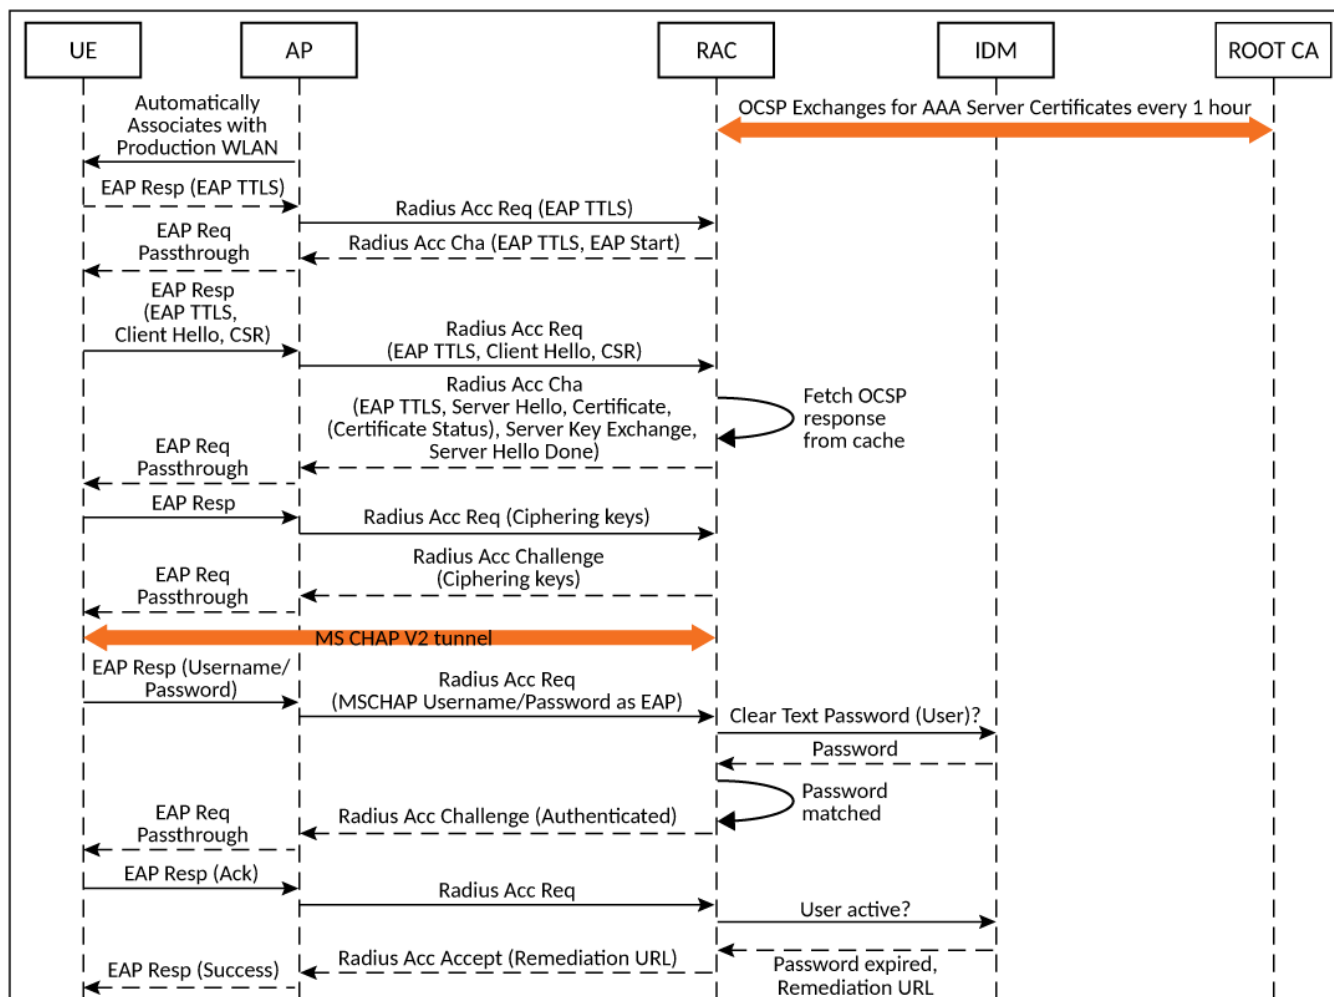 UE
AP
RAC
IDM
ROOT CA
Automatically
Associates with
Production WLAN
OCSP Exchanges for AAA Server Certificates every 1 hour
EAP Resp (EAP TTLS)
Radius Acc Req (EAP TTLS)
EAP Req
Passthrough
Radius Acc Cha (EAP TTLS, EAP Start)
EAP Resp
(EAP TTLS,
Client Hello, CSR)
Radius Acc Req
(EAP TTLS, Client Hello, CSR)
Radius Acc Cha
(EAP TTLS, Server Hello, Certificate,
(Certificate Status), Server Key Exchange,
Server Hello Done)
Fetch OCSP
response
from cache
EAP Req
Passthrough
EAP Resp
Radius Acc Req (Ciphering keys)
Radius Acc Challenge
(Ciphering keys)
EAP Req
Passthrough
MS CHAP V2 tunnel
EAP Resp (Username/
Password)
Radius Acc Req
(MSCHAP Username/Password as EAP)
Clear Text Password (User)?
Password
Password
matched
EAP Req
Passthrough
Radius Acc Challenge (Authenticated)
EAP Resp (Ack)
Radius Acc Req
User active?
Radius Acc Accept (Remediation URL)
EAP Resp (Success)
Password expired,
Remediation URL